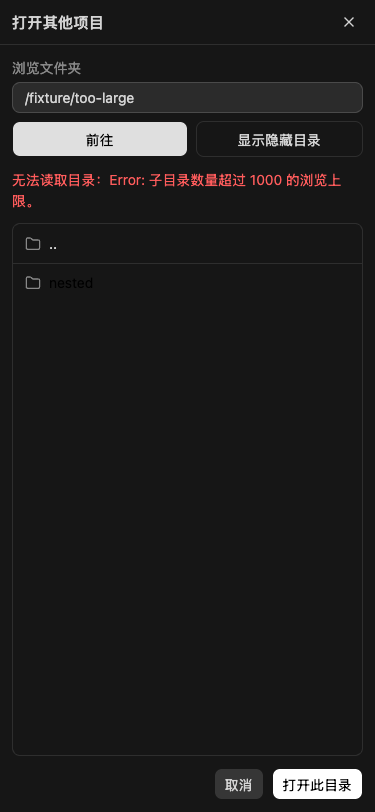 打开其他项目
浏览文件夹
/fixture/too-large
前往
显示隐藏目录
无法读取目录：Error: 子目录数量超过 1000 的浏览上
限。
..
nested
取消
打开此目录